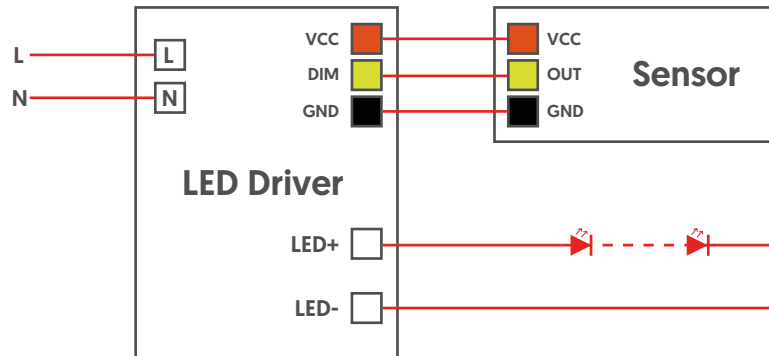 L
L
N
N
VCC
DIM
GND
VCC
OUT
GND
Sensor
LED Driver
LED+
LED-